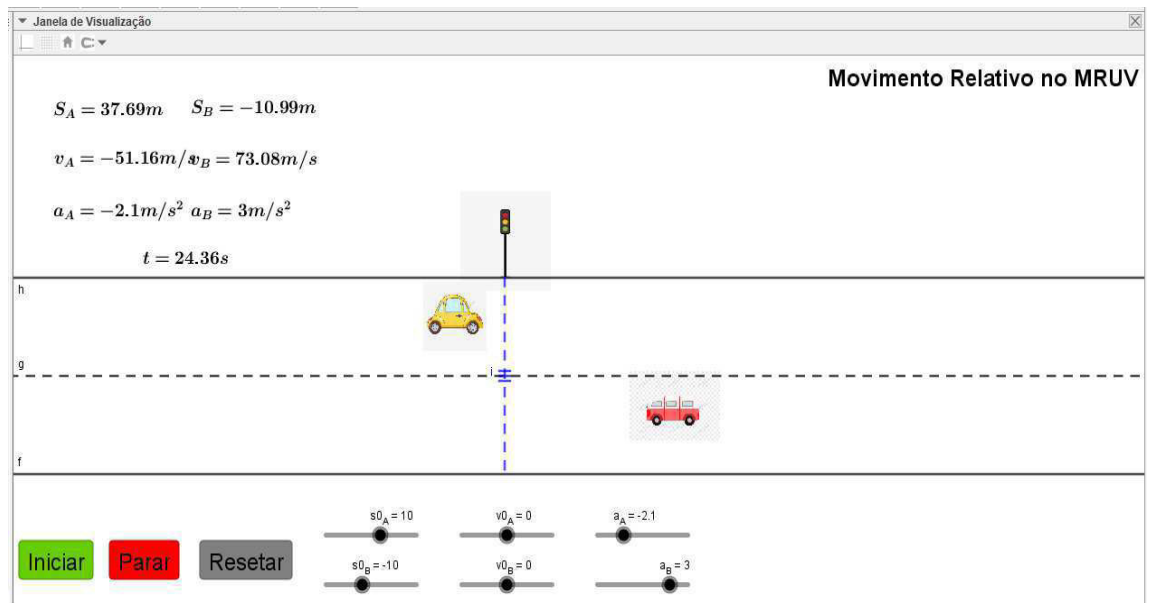 Janela de Visualização
Movimento Relativo no MRUV
S_A = 37.69m S_B = −10.99m
v_A = −51.16m/s v_B = 73.08m/s
a_A = −2.1m/s² a_B = 3m/s²
t = 24.36s
h
g
i
f
s0_A = 10 v0_A = 0 a_A = -2.1
Iniciar Parar Resetar
s0_B = -10 v0_B = 0 a_B = 3